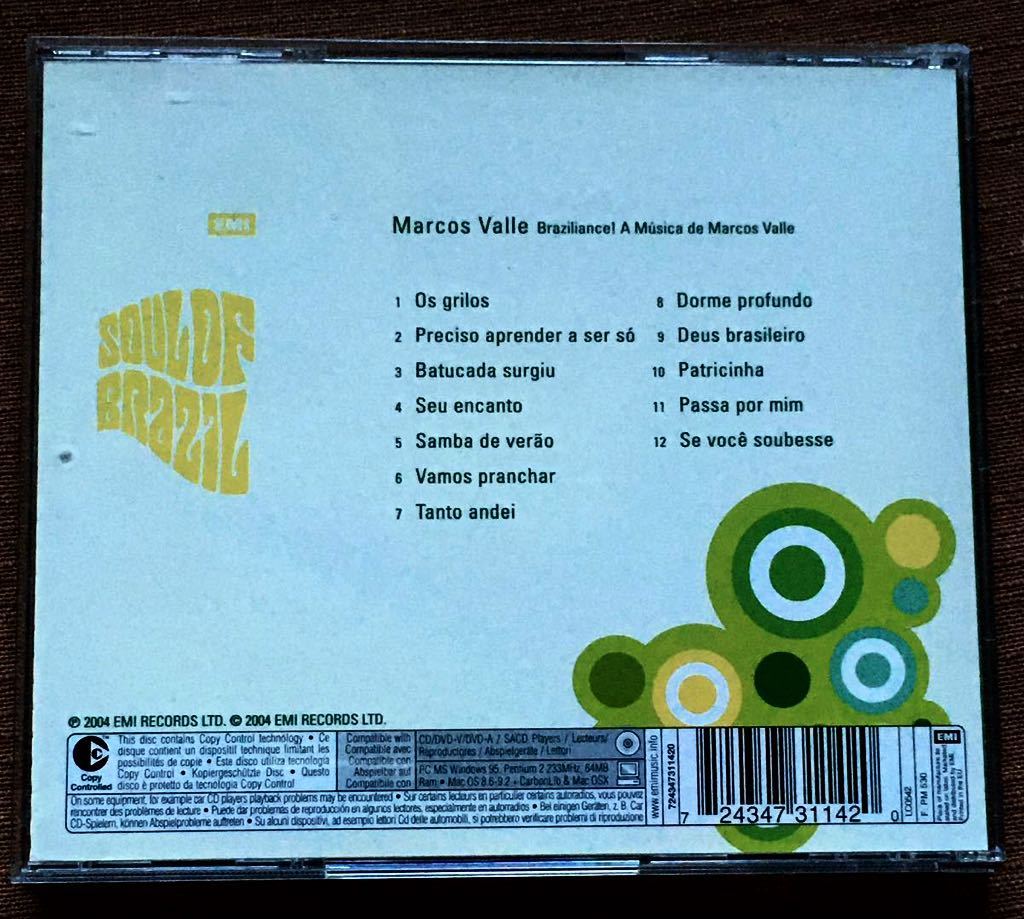 EMI
SOUL OF
BRAZIL
Marcos Valle Braziliance! A Música de Marcos Valle
1 Os grilos
2 Preciso aprender a ser só
3 Batucada surgiu
4 Seu encanto
5 Samba de verão
6 Vamos pranchar
7 Tanto andei
8 Dorme profundo
9 Deus brasileiro
10 Patricinha
11 Passa por mim
12 Se você soubesse
℗ 2004 EMI RECORDS LTD. © 2004 EMI RECORDS LTD.
Copy
Controlled
This disc contains Copy Control technology • Ce
disque contient un dispositif technique limitant les
possibilités de copie • Este disco utiliza tecnologia
Copy Control • Kopiergeschützte Disc • Questo
disco è protetto da tecnologia Copy Control
Compatible with
Compatible avec
Compatible con
Abspielbar auf
Compatibile con
CD/DVD-V/DVD-A / SACD Players / Lecteurs/
Reproductores / Abspielgeräte / Lettori
PC MS Windows 95, Pentium 2 233MHz, 64MB
Ram • Mac OS 8.6-9.2 + CarbonLib & Mac OSX
On some equipment, for example car CD players playback problems may be encountered • Sur certains lecteurs en particulier certains autoradios, vous pouvez
rencontrer des problèmes de lecture • Puede dar problemas de reproducción en algunos lectores, especialmente en autorradios • Bei einigen Geräten, z. B. Car
CD-Spielern, können Abspielprobleme auftreten • Su alcuni dispositivi, ad esempio lettori Cd delle automobili, si potrebbero verificare problemi di riproduzione
www.emimusic.info
724347311420
7 24347 31142 0
LC0542
F: PM 530
EMI